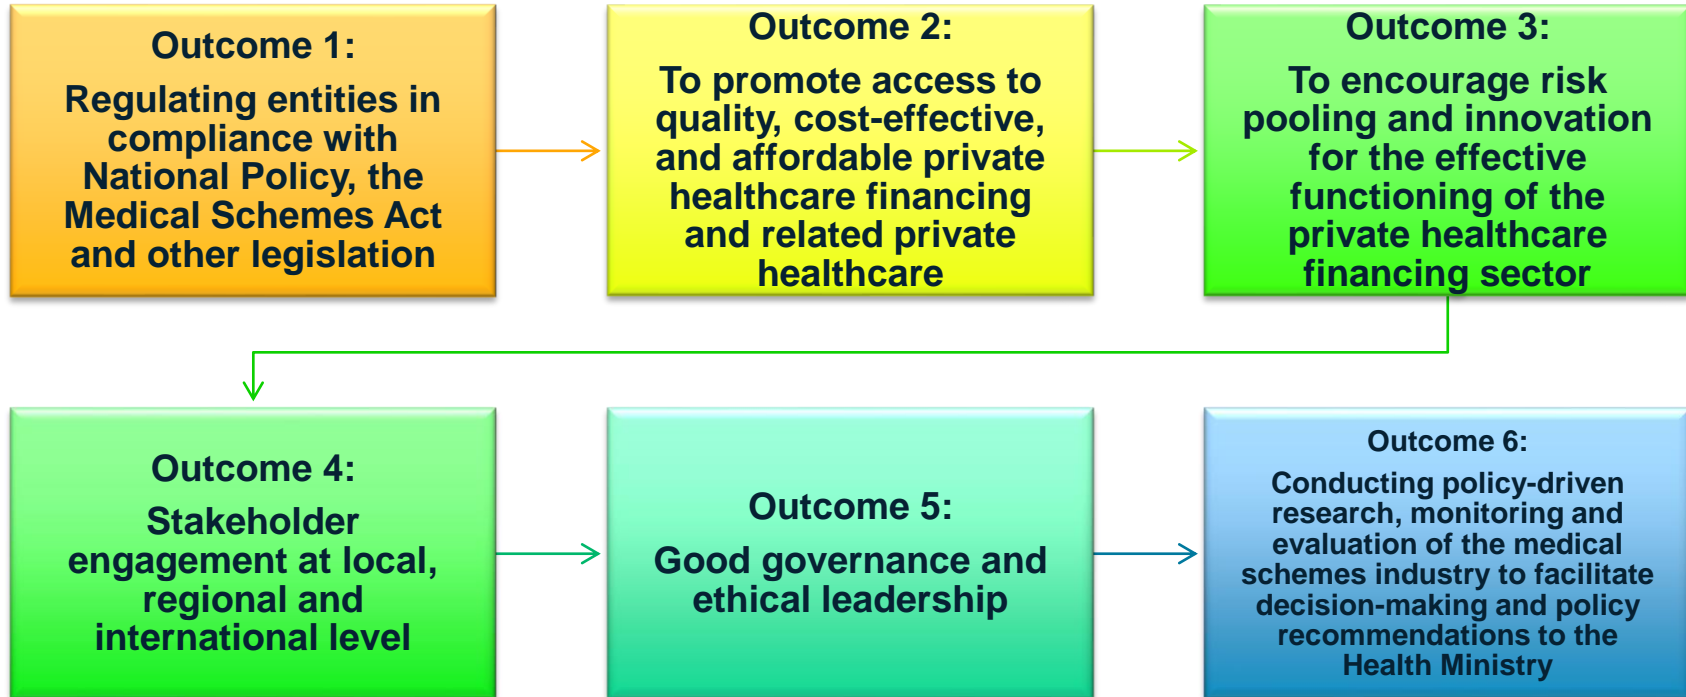 Outcome 1:
Regulating entities in
compliance with
National Policy, the
Medical Schemes Act
and other legislation
Outcome 2:
To promote access to
quality, cost-effective,
and affordable private
healthcare financing
and related private
healthcare
Outcome 3:
To encourage risk
pooling and innovation
for the effective
functioning of the
private healthcare
financing sector
Outcome 4:
Stakeholder
engagement at local,
regional and
international level
Outcome 5:
Good governance and
ethical leadership
Outcome 6:
Conducting policy-driven
research, monitoring and
evaluation of the medical
schemes industry to facilitate
decision-making and policy
recommendations to the
Health Ministry